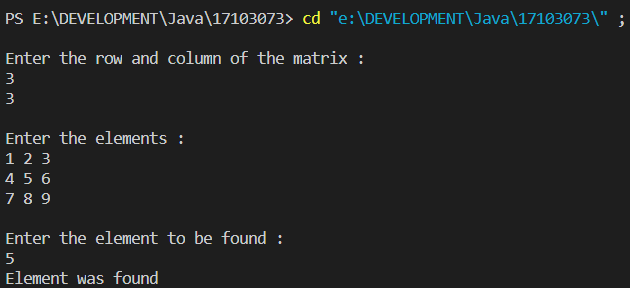 PS E:\DEVELOPMENT\Java\17103073> cd "e:\DEVELOPMENT\Java\17103073\" ;
Enter the row and column of the matrix :
3
3
Enter the elements :
1 2 3
4 5 6
7 8 9
Enter the element to be found :
5
Element was found